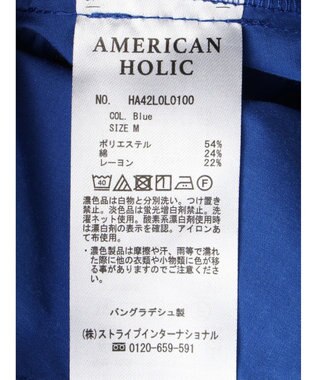 AMERICAN
HOLIC
NO. HA42L0L0100
COL. Blue
SIZE M
ポリエステル 54%
綿 24%
レーヨン 22%
40
F
濃色品は白物と分別洗い。つけ置き
禁止。淡色品は蛍光増白剤禁止。洗
濯ネット使用。酸素系漂白剤使用時
は漂白剤の表示を確認。アイロンあ
て布使用。
・濃色製品は摩擦や汗、雨等で濡れ
た際に他の衣類や小物類に色が移
る事が御座いますのでご注意くださ
い。
バングラデシュ製
(株)ストライプインターナショナル
0120-659-591